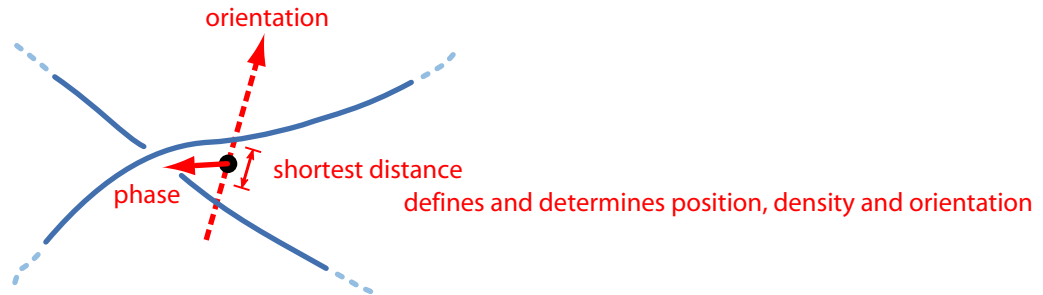 orientation
shortest distance
phase
defines and determines position, density and orientation